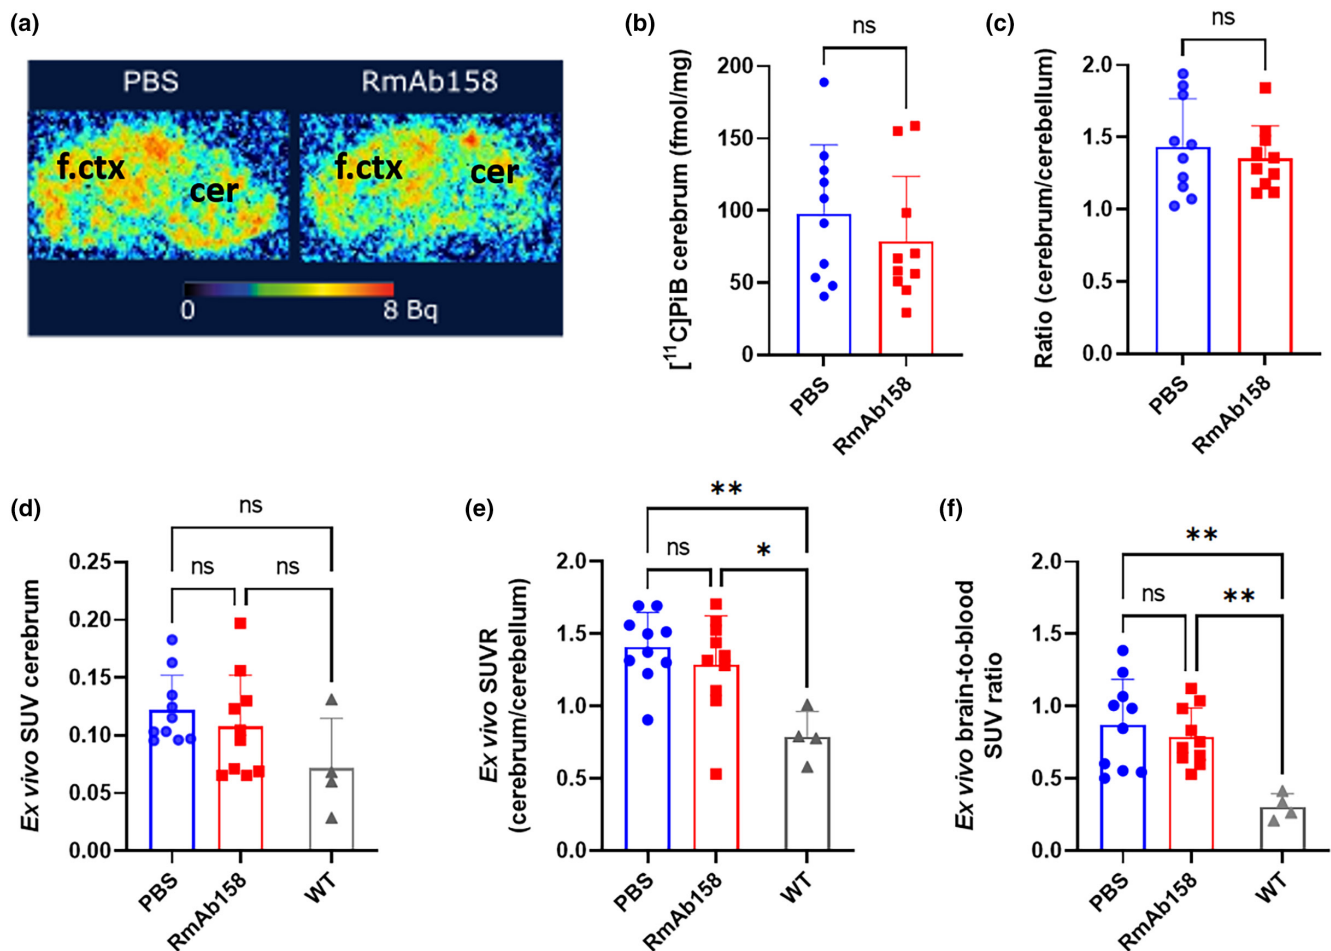 (a)
PBS RmAb158
f.ctx cer f.ctx cer
0 8 Bq
(b)
ns
[¹¹C]PiB cerebrum (fmol/mg)
200
150
100
50
0
PBS
RmAb158
(c)
ns
Ratio (cerebrum/cerebellum)
2.0
1.5
1.0
0.5
0.0
PBS
RmAb158
(d)
ns
ns ns
Ex vivo SUV cerebrum
0.25
0.20
0.15
0.10
0.05
0.00
PBS
RmAb158
WT
(e)
**
ns *
Ex vivo SUVR
(cerebrum/cerebellum)
2.0
1.5
1.0
0.5
0.0
PBS
RmAb158
WT
(f)
**
ns **
Ex vivo brain-to-blood
SUV ratio
2.0
1.5
1.0
0.5
0.0
PBS
RmAb158
WT